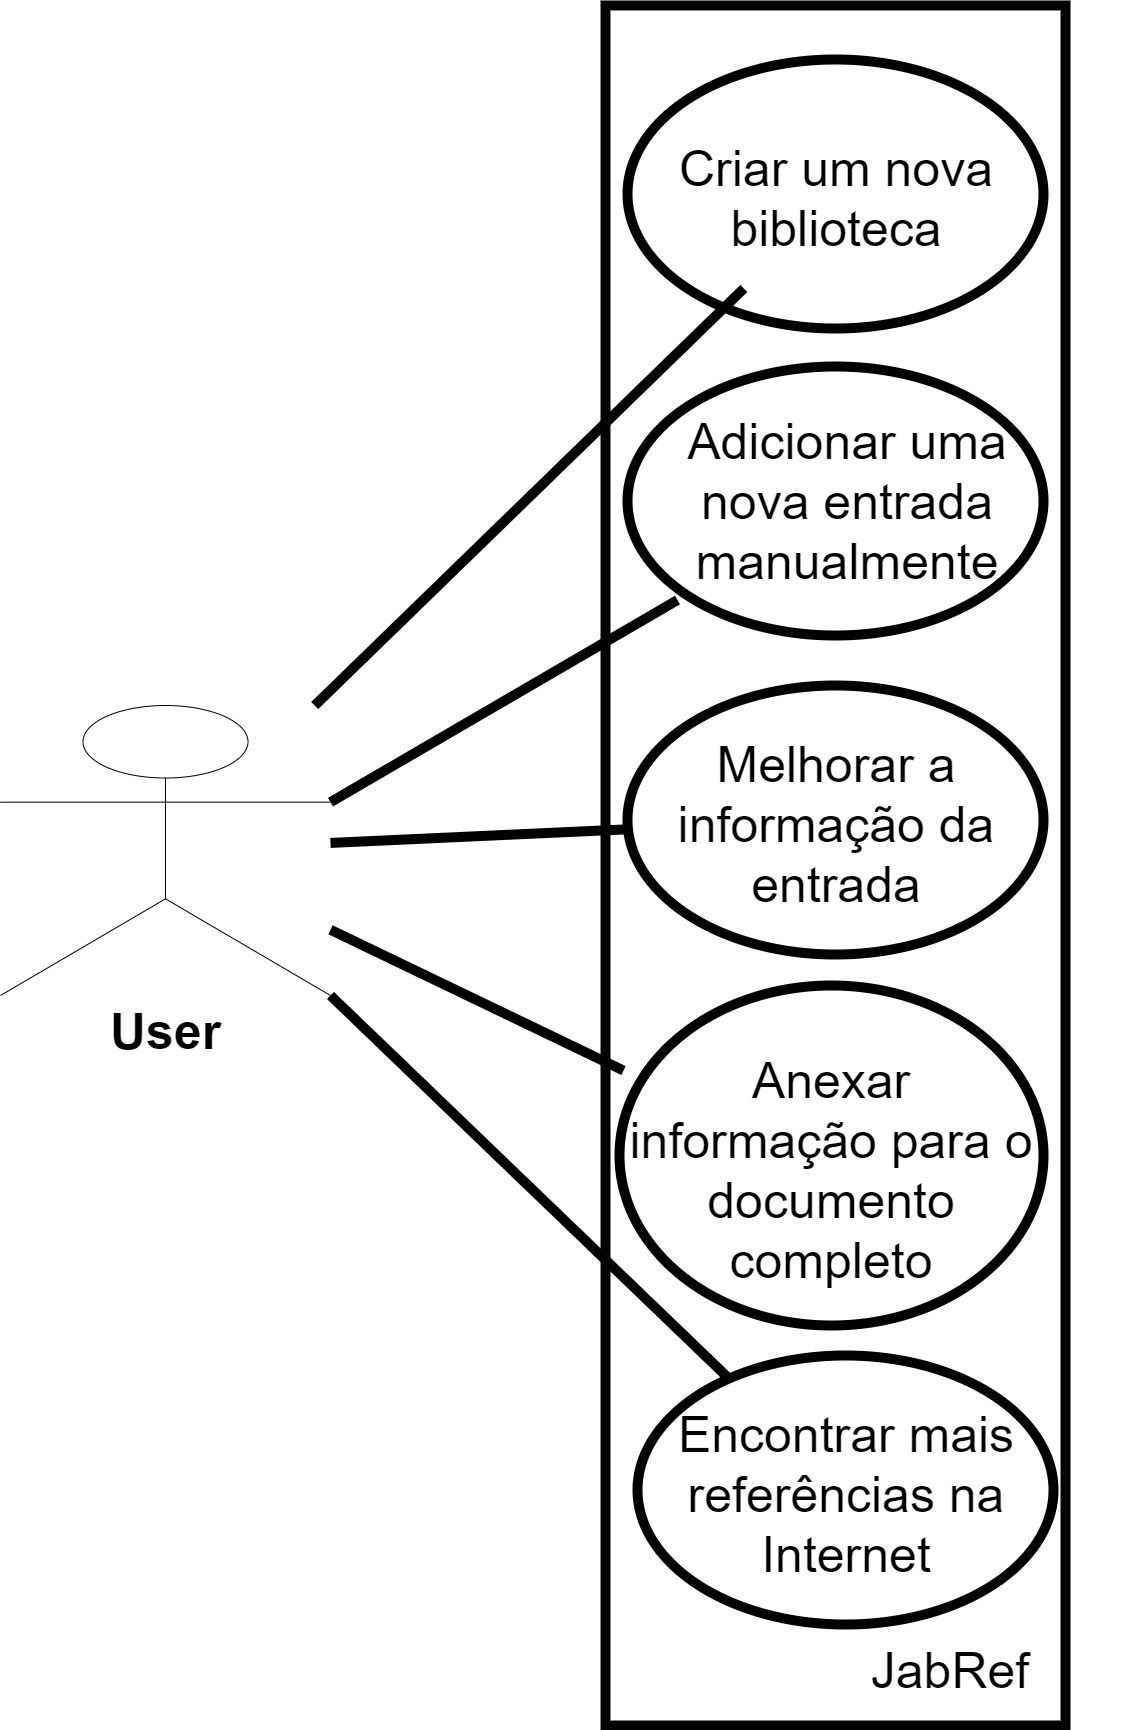 Criar um nova
biblioteca
Adicionar uma
nova entrada
manualmente
Melhorar a
informação da
entrada
User
Anexar
informação para o
documento
completo
Encontrar mais
referências na
Internet
JabRef